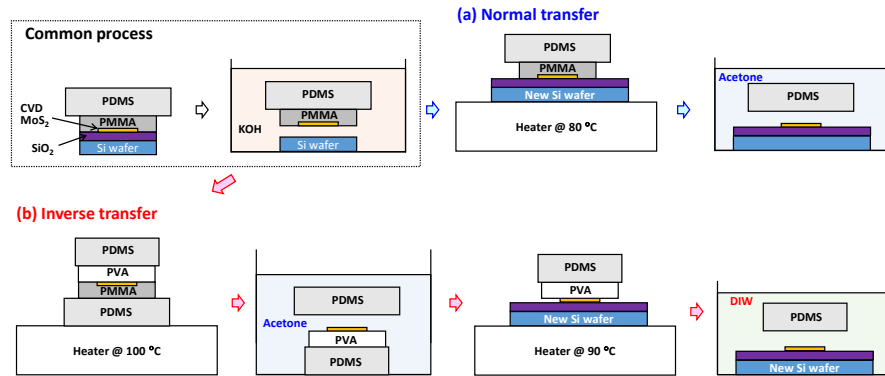 Common process
PDMS
CVD
MoS₂
PMMA
SiO₂
Si wafer
PDMS
PMMA
KOH
(a) Normal transfer
PDMS
PMMA
New Si wafer
Heater @ 80 °C
Acetone
PDMS
(b) Inverse transfer
PDMS
PVA
PMMA
PDMS
Heater @ 100 °C
PDMS
Acetone
PVA
PDMS
PDMS
PVA
New Si wafer
Heater @ 90 °C
DIW
PDMS
New Si wafer